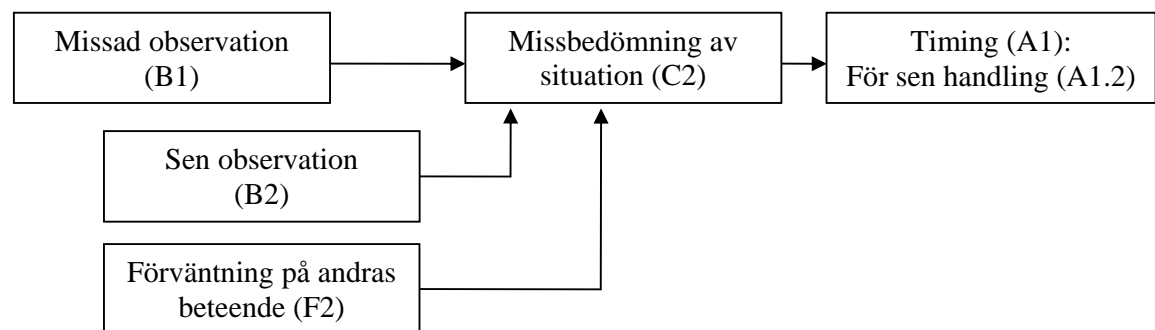 Missad observation
(B1)
Missbedömning av
situation (C2)
Timing (A1):
För sen handling (A1.2)
Sen observation
(B2)
Förväntning på andras
beteende (F2)